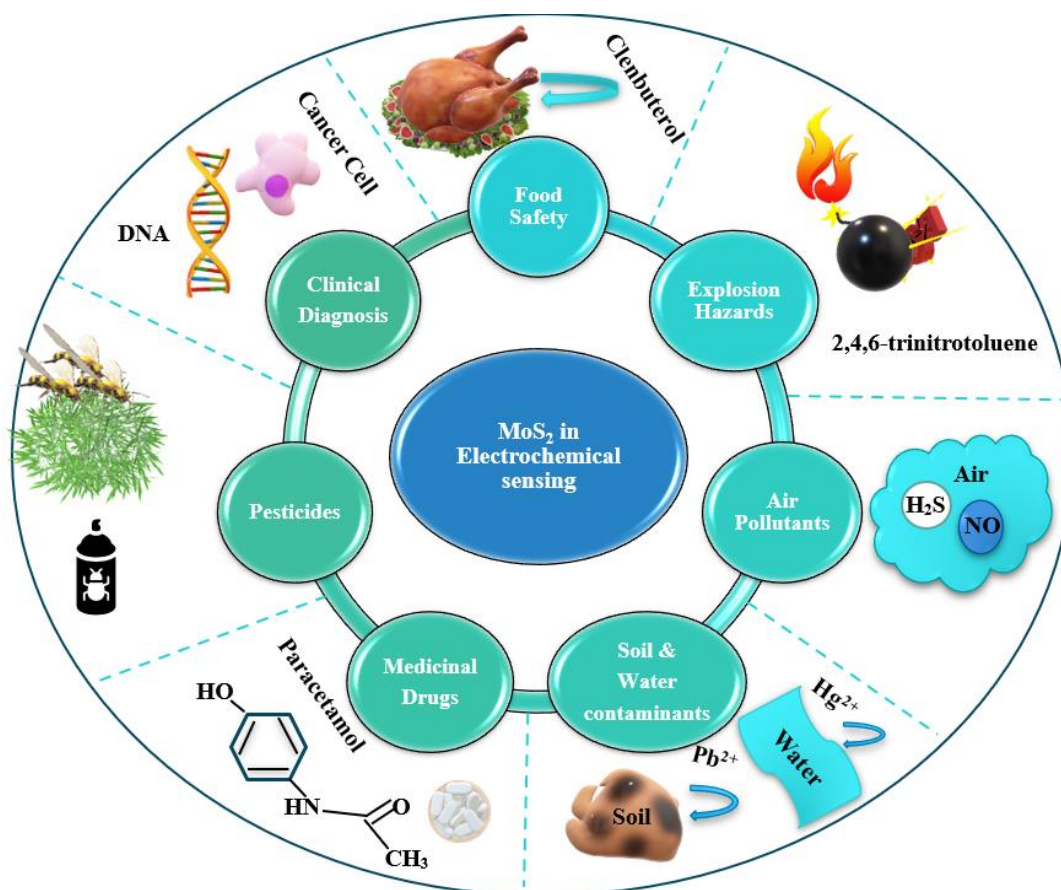 MoS₂ in
Electrochemical
sensing
Food
Safety
Clenbuterol
Explosion
Hazards
2,4,6-trinitrotoluene
Air
Pollutants
Air
H₂S
NO
Soil &
Water
contaminants
Hg²⁺
Water
Pb²⁺
Soil
Medicinal
Drugs
Paracetamol
HO
HN
O
CH₃
Pesticides
Clinical
Diagnosis
DNA
Cancer Cell